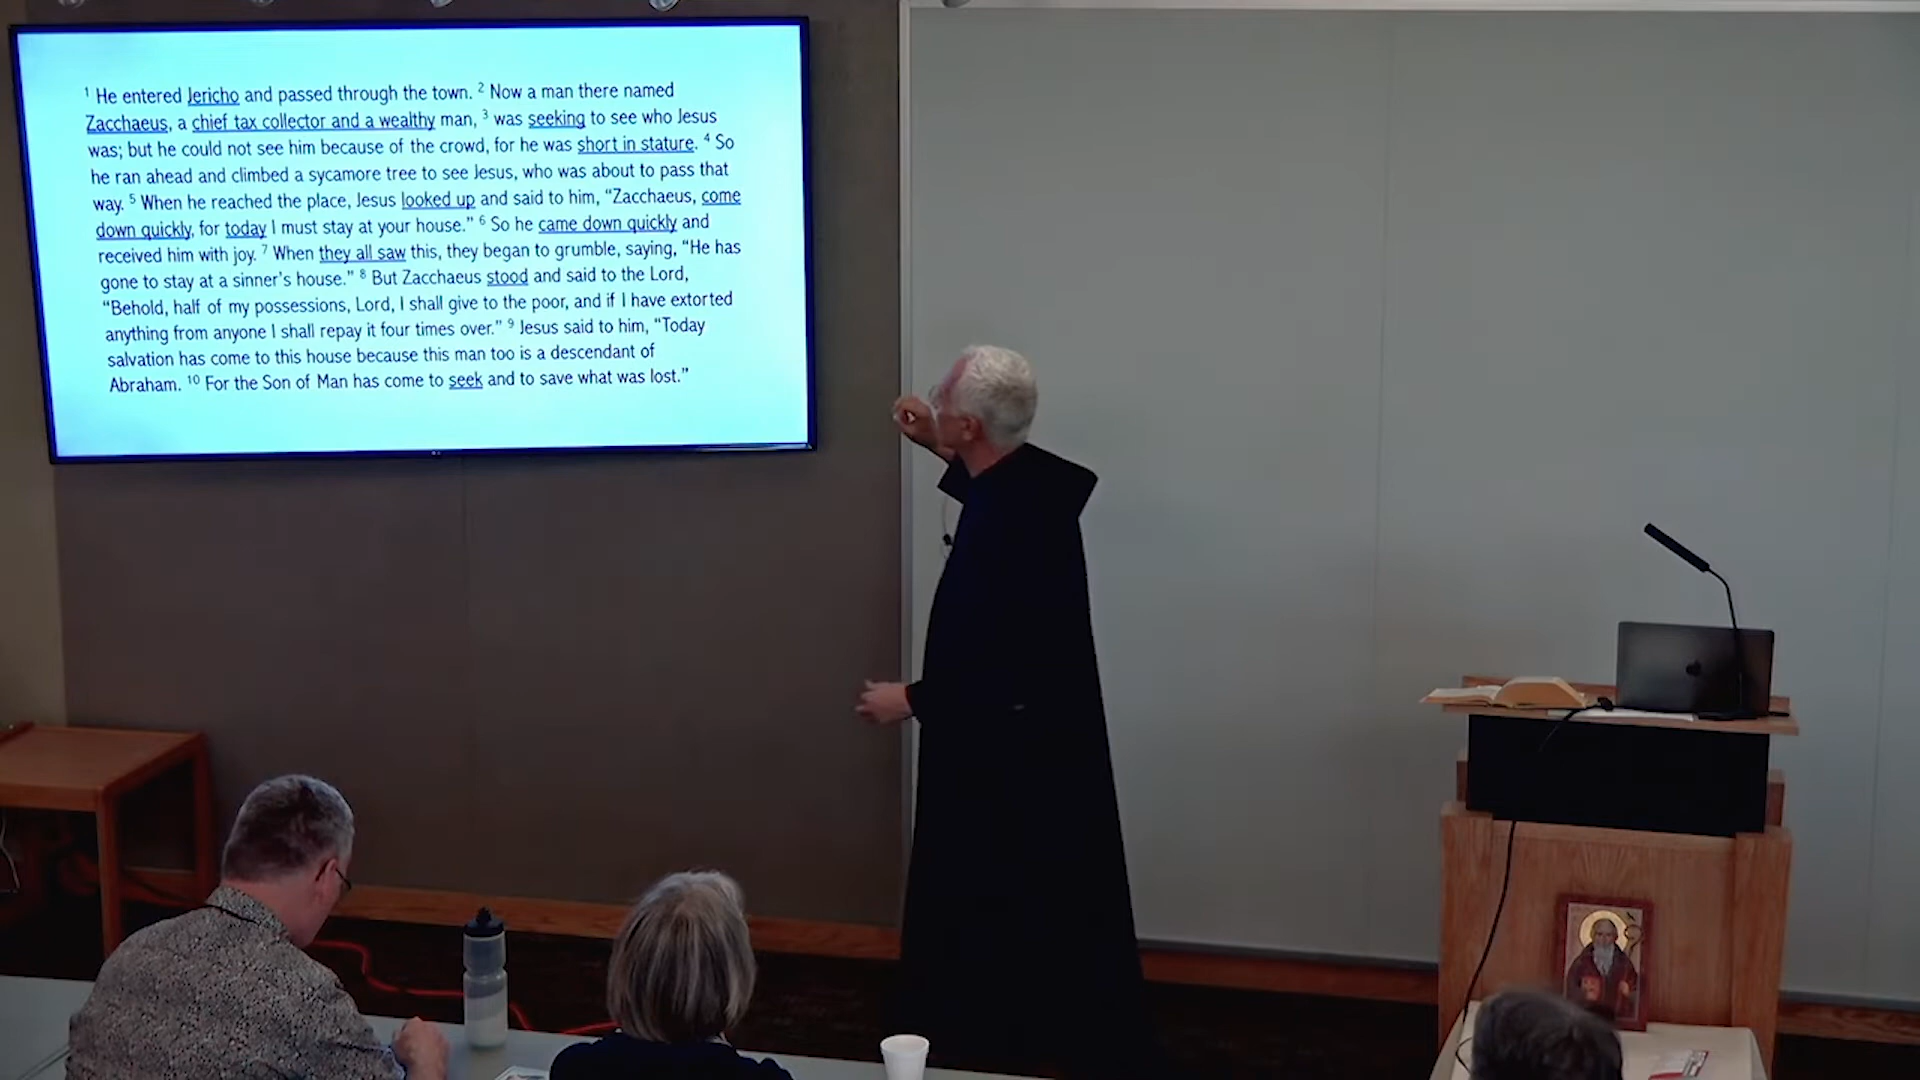 ¹ He entered Jericho and passed through the town. ² Now a man there named
Zacchaeus, a chief tax collector and a wealthy man, ³ was seeking to see who Jesus
was; but he could not see him because of the crowd, for he was short in stature. ⁴ So
he ran ahead and climbed a sycamore tree to see Jesus, who was about to pass that
way. ⁵ When he reached the place, Jesus looked up and said to him, “Zacchaeus, come
down quickly, for today I must stay at your house.” ⁶ So he came down quickly and
received him with joy. ⁷ When they all saw this, they began to grumble, saying, “He has
gone to stay at a sinner’s house.” ⁸ But Zacchaeus stood and said to the Lord,
“Behold, half of my possessions, Lord, I shall give to the poor, and if I have extorted
anything from anyone I shall repay it four times over.” ⁹ Jesus said to him, “Today
salvation has come to this house because this man too is a descendant of
Abraham. ¹⁰ For the Son of Man has come to seek and to save what was lost.”